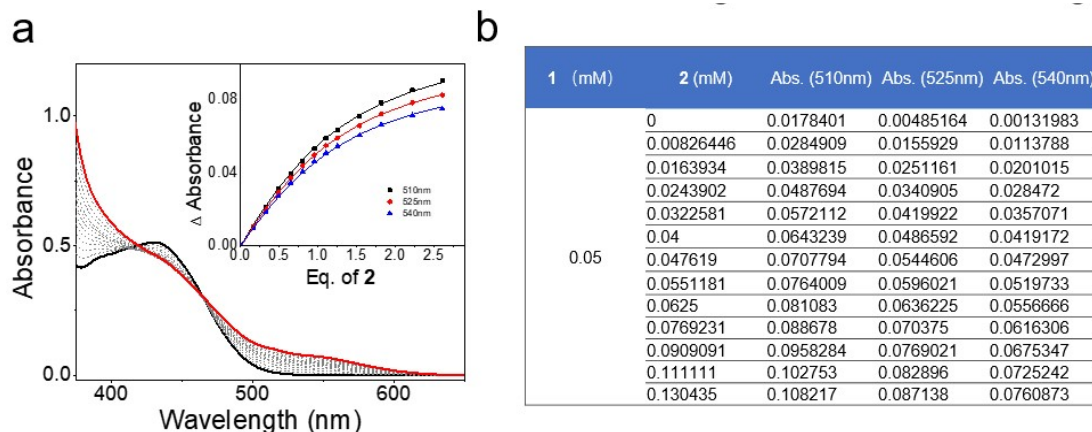 a
b
1.0
0.5
0.0
Absorbance
400
500
600
Wavelength (nm)
0.08
0.04
0.00
Δ Absorbance
0.0 0.5 1.0 1.5 2.0 2.5
Eq. of 2
510nm
525nm
540nm
1 (mM) 2 (mM) Abs. (510nm) Abs. (525nm) Abs. (540nm)
0 0.0178401 0.00485164 0.00131983
0.00826446 0.0284909 0.0155929 0.0113788
0.0163934 0.0389815 0.0251161 0.0201015
0.0243902 0.0487694 0.0340905 0.028472
0.0322581 0.0572112 0.0419922 0.0357071
0.04 0.0643239 0.0486592 0.0419172
0.05
0.047619 0.0707794 0.0544606 0.0472997
0.0551181 0.0764009 0.0596021 0.0519733
0.0625 0.081083 0.0636225 0.0556666
0.0769231 0.088678 0.070375 0.0616306
0.0909091 0.0958284 0.0769021 0.0675347
0.111111 0.102753 0.082896 0.0725242
0.130435 0.108217 0.087138 0.0760873